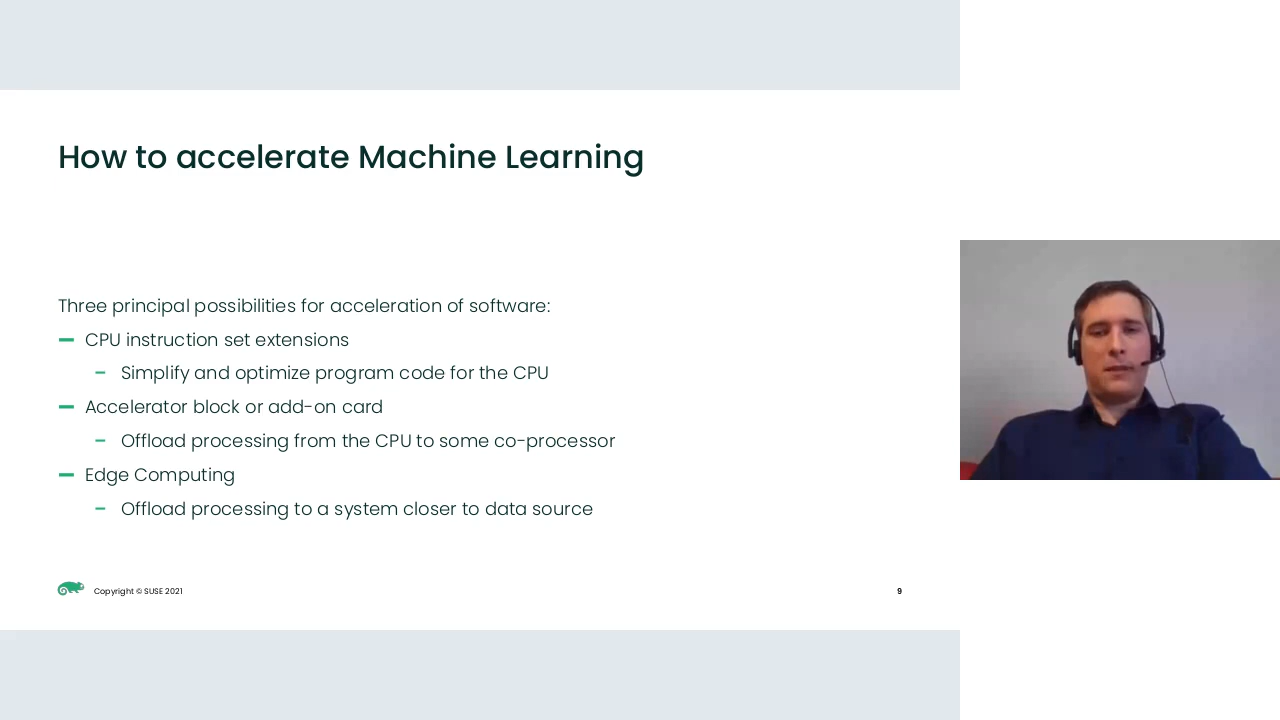 How to accelerate Machine Learning
Three principal possibilities for acceleration of software:
CPU instruction set extensions
– Simplify and optimize program code for the CPU
Accelerator block or add-on card
– Offload processing from the CPU to some co-processor
Edge Computing
– Offload processing to a system closer to data source
Copyright © SUSE 2021
9